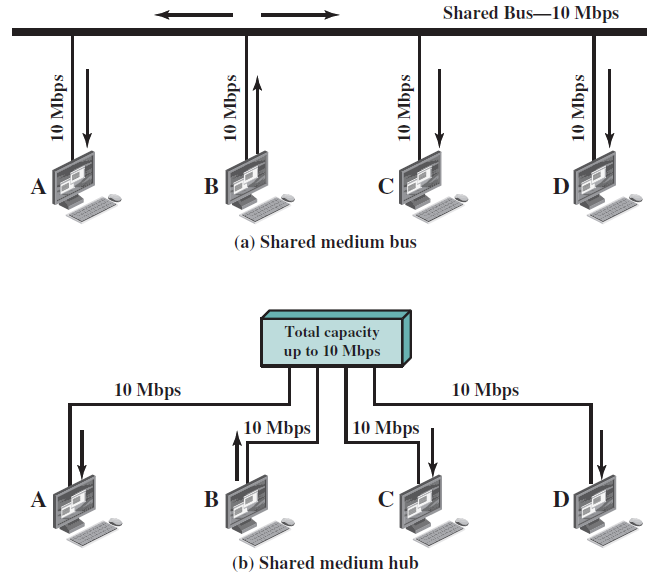 Shared Bus—10 Mbps
10 Mbps
10 Mbps
10 Mbps
10 Mbps
A
B
C
D
(a) Shared medium bus
Total capacity
up to 10 Mbps
10 Mbps
10 Mbps
10 Mbps
10 Mbps
A
B
C
D
(b) Shared medium hub